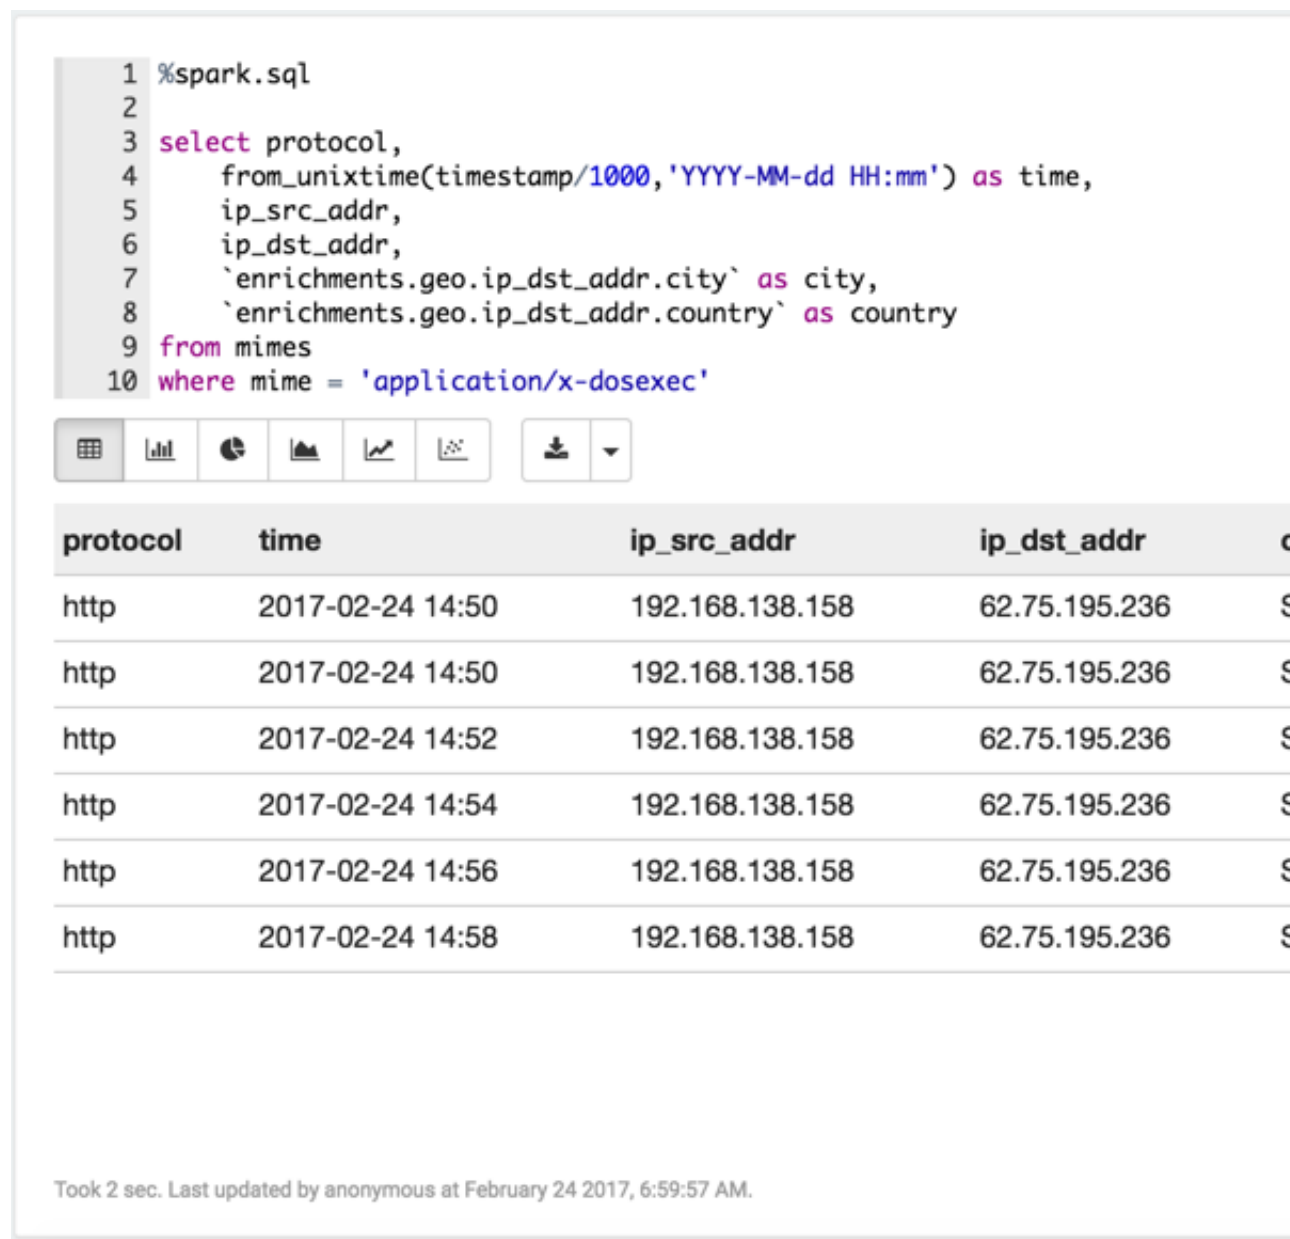 1 %spark.sql
2
3 select protocol,
4 from_unixtime(timestamp/1000,'YYYY-MM-dd HH:mm') as time,
5 ip_src_addr,
6 ip_dst_addr,
7 `enrichments.geo.ip_dst_addr.city` as city,
8 `enrichments.geo.ip_dst_addr.country` as country
9 from mimes
10 where mime = 'application/x-dosexec'
protocol time ip_src_addr ip_dst_addr
http 2017-02-24 14:50 192.168.138.158 62.75.195.236
http 2017-02-24 14:50 192.168.138.158 62.75.195.236
http 2017-02-24 14:52 192.168.138.158 62.75.195.236
http 2017-02-24 14:54 192.168.138.158 62.75.195.236
http 2017-02-24 14:56 192.168.138.158 62.75.195.236
http 2017-02-24 14:58 192.168.138.158 62.75.195.236
Took 2 sec. Last updated by anonymous at February 24 2017, 6:59:57 AM.